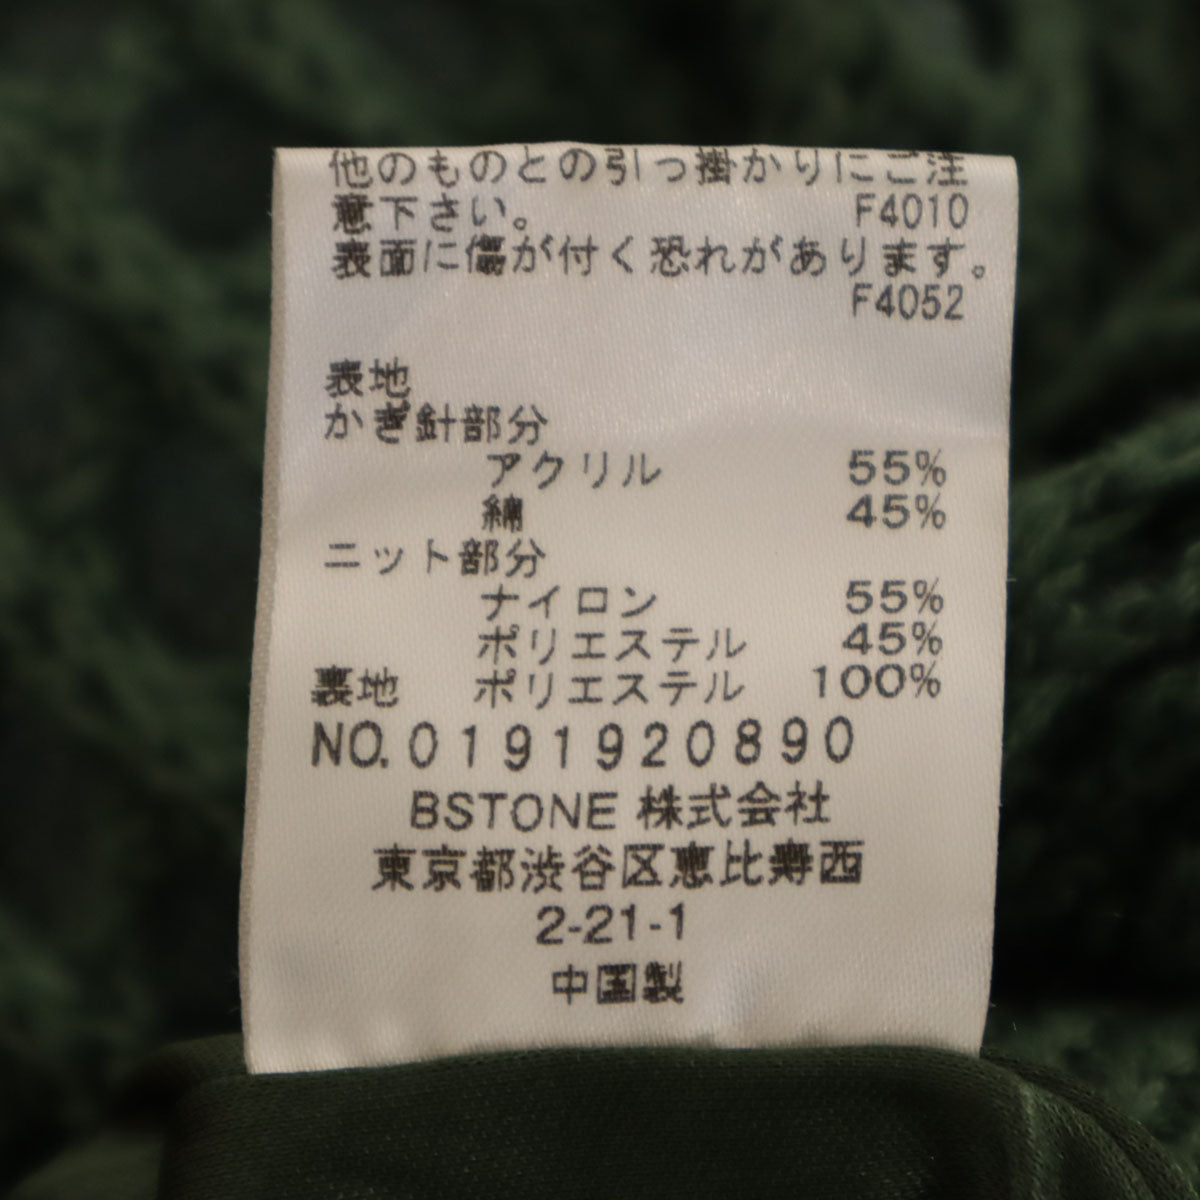 他のものとの引っ掛かりにご注
意下さい。 F4010
表面に傷が付く恐れがあります。
F4052
表地
かぎ針部分
アクリル 55%
綿 45%
ニット部分
ナイロン 55%
ポリエステル 45%
裏地 ポリエステル 100%
NO.0191920890
BSTONE 株式会社
東京都渋谷区恵比寿西
2-21-1
中国製